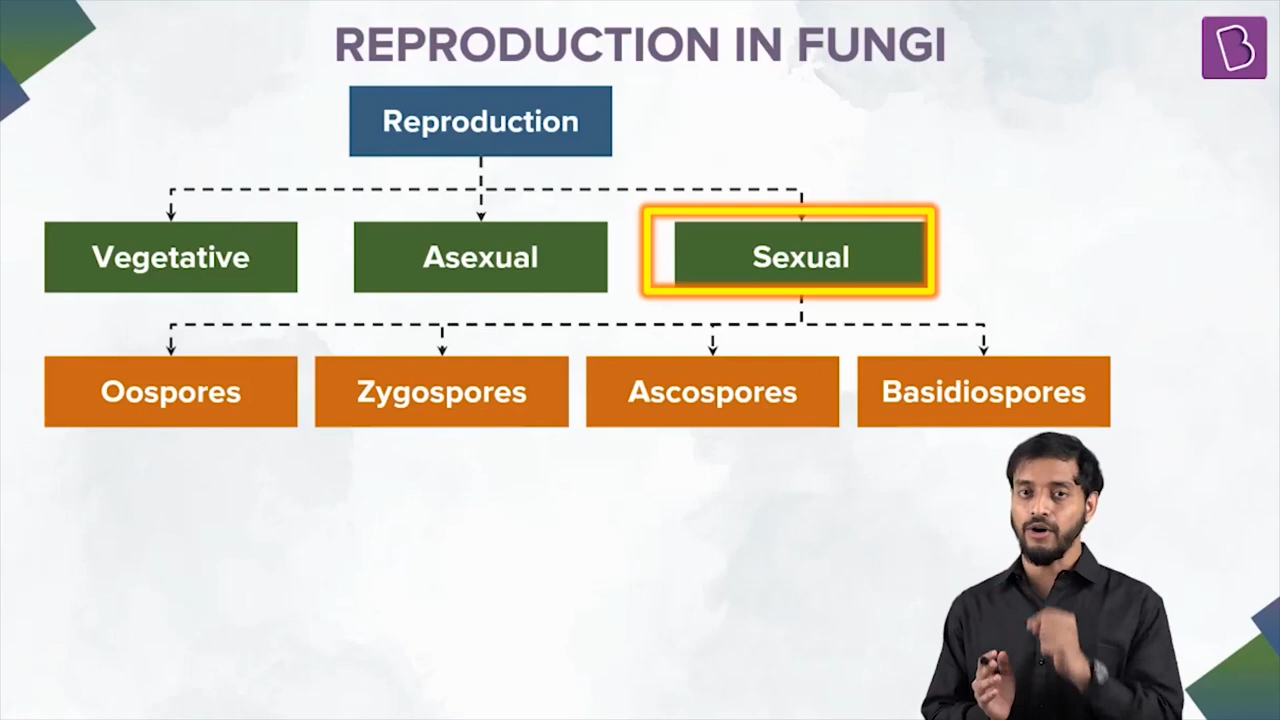 REPRODUCTION IN FUNGI
Reproduction
Vegetative
Asexual
Sexual
Oospores
Zygospores
Ascospores
Basidiospores